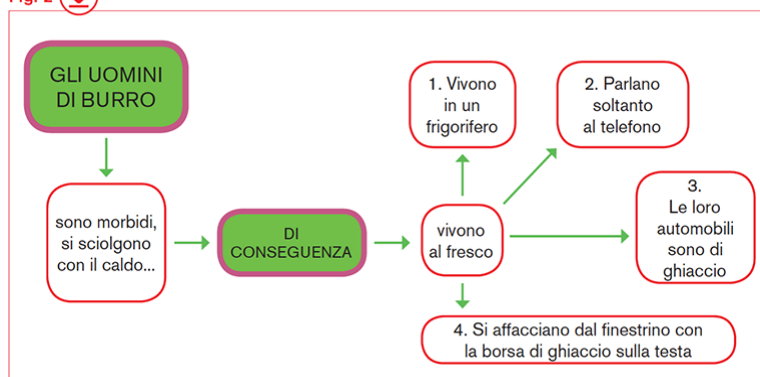 Fig. 2
GLI UOMINI
DI BURRO
sono morbidi,
si sciolgono
con il caldo...
DI
CONSEGUENZA
vivono
al fresco
1. Vivono
in un
frigorifero
2. Parlano
soltanto
al telefono
3.
Le loro
automobili
sono di
ghiaccio
4. Si affacciano dal finestrino con
la borsa di ghiaccio sulla testa